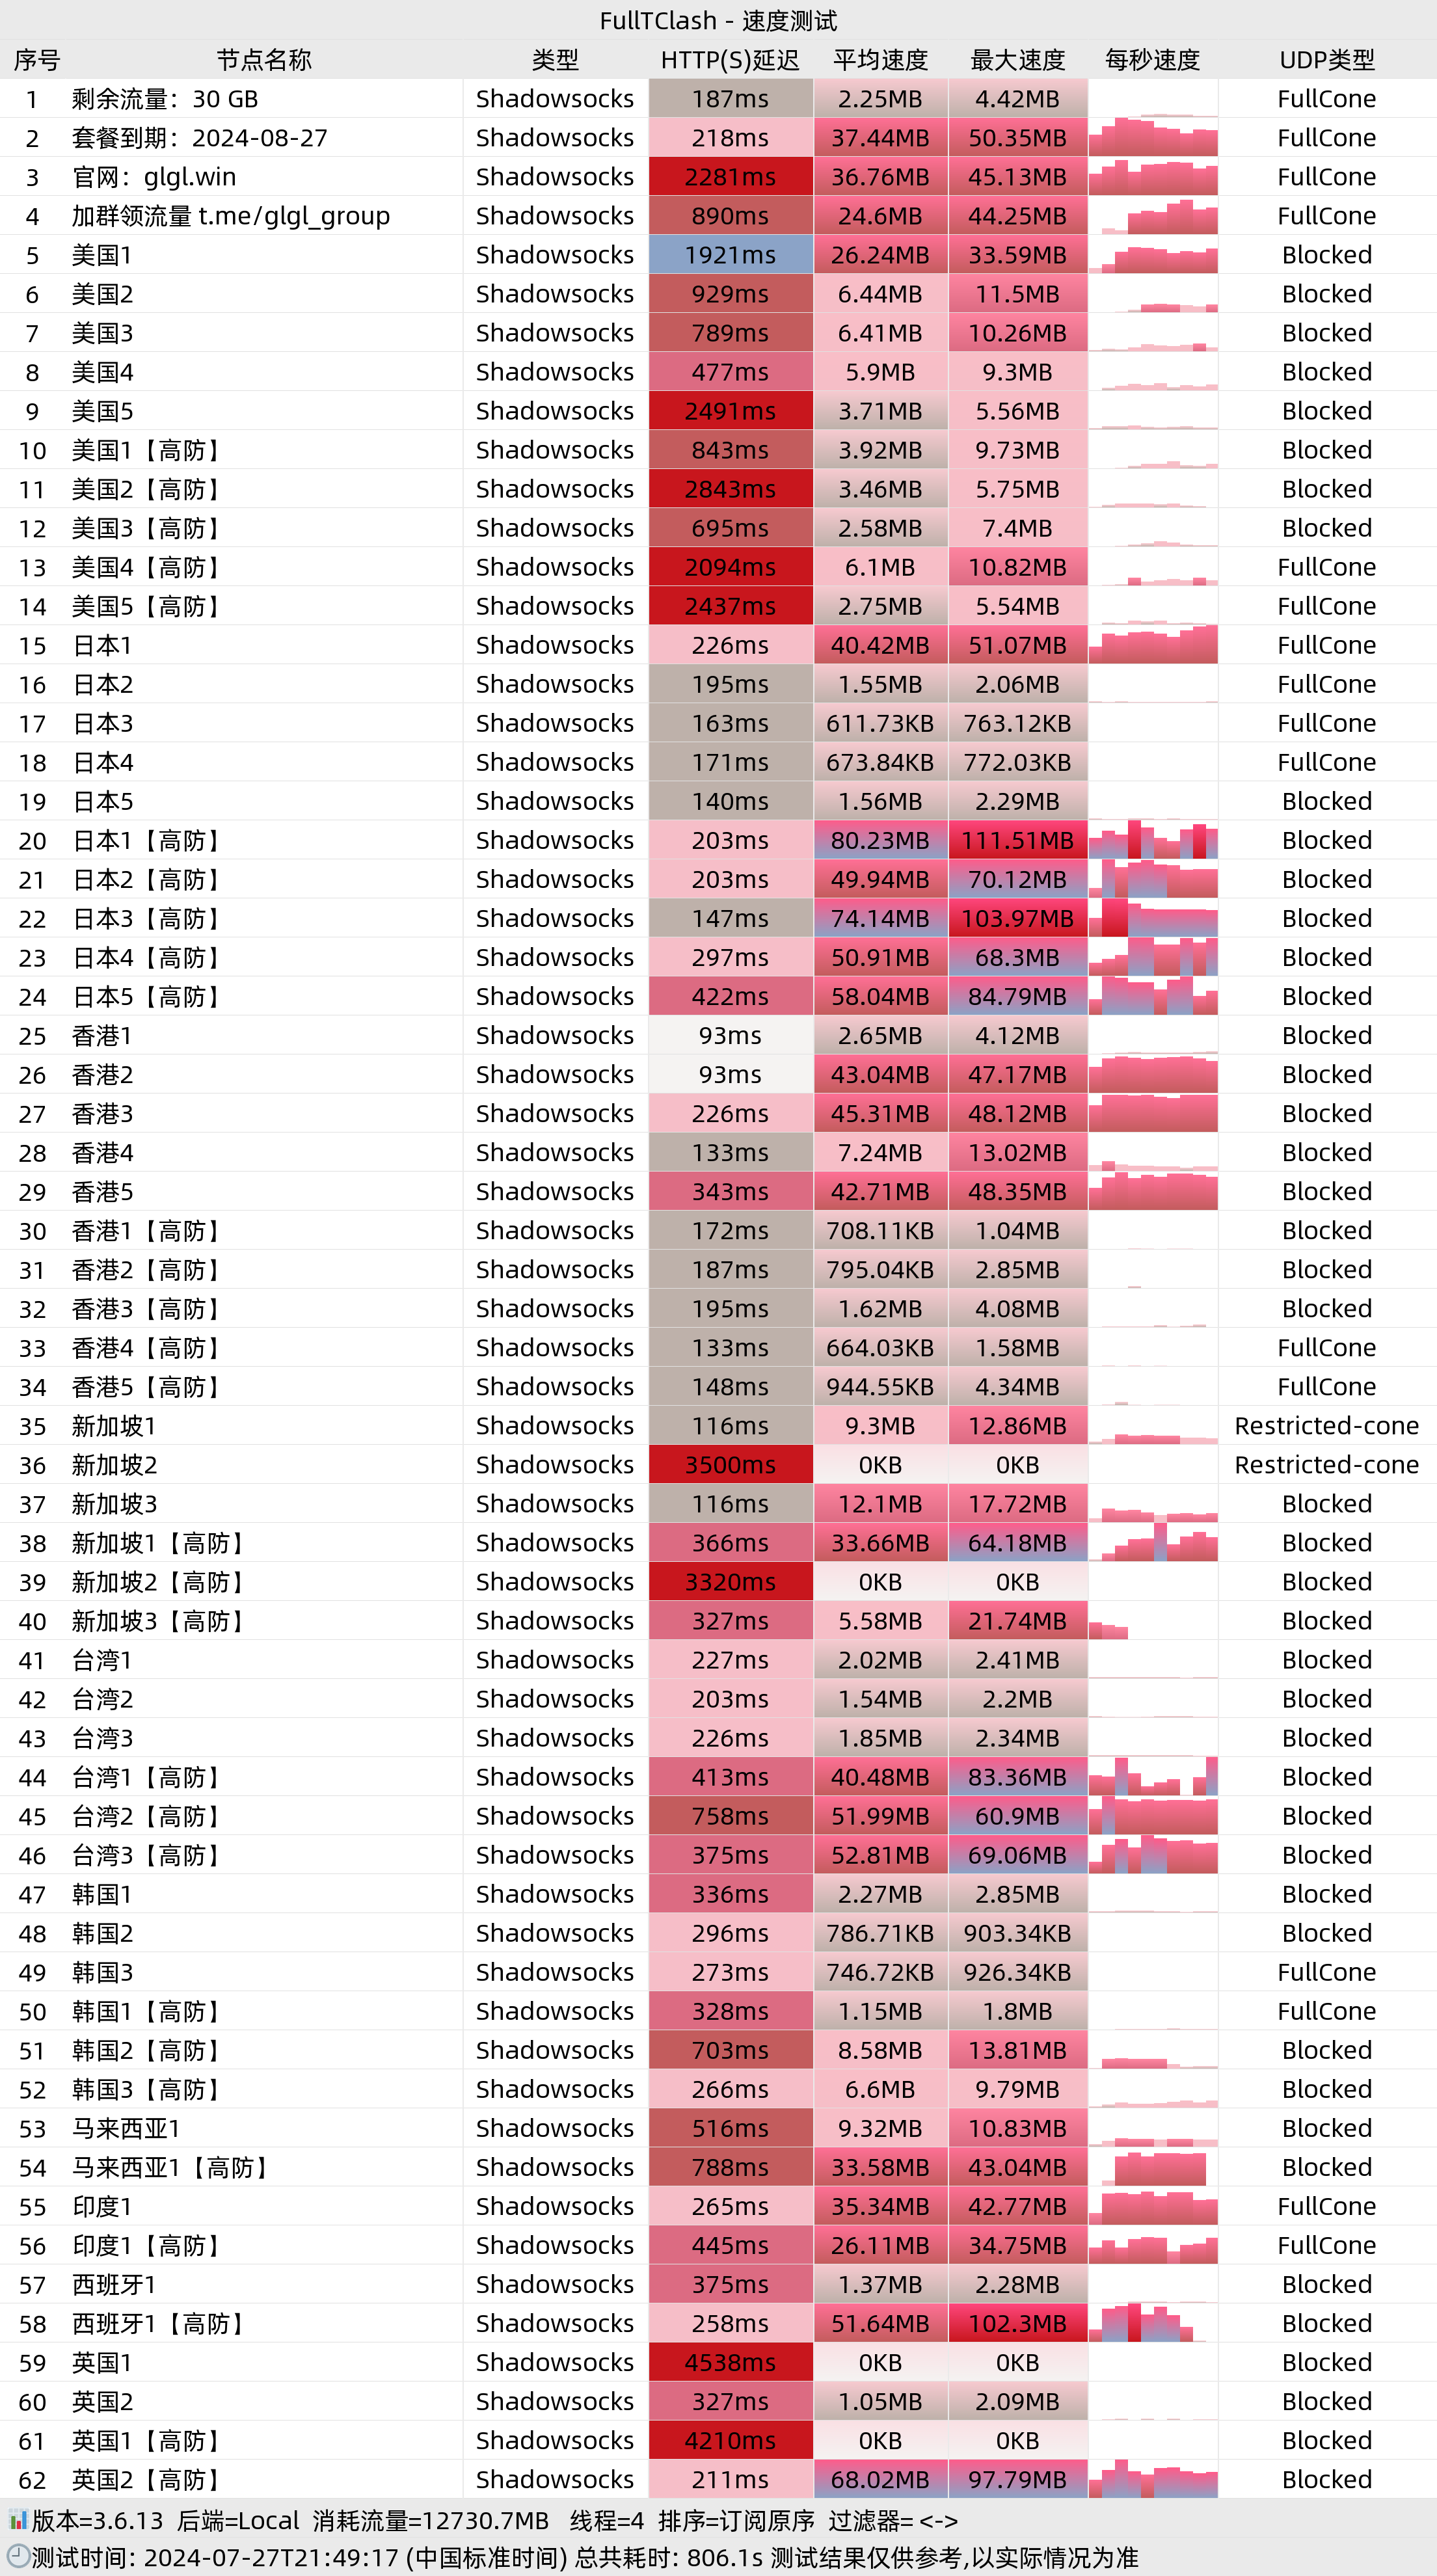 FullTClash - 速度测试
序号 节点名称 类型 HTTP(S)延迟 平均速度 最大速度 每秒速度 UDP类型
1 剩余流量：30 GB Shadowsocks 187ms 2.25MB 4.42MB FullCone
2 套餐到期：2024-08-27 Shadowsocks 218ms 37.44MB 50.35MB FullCone
3 官网：glgl.win Shadowsocks 2281ms 36.76MB 45.13MB FullCone
4 加群领流量 t.me/glgl_group Shadowsocks 890ms 24.6MB 44.25MB FullCone
5 美国1 Shadowsocks 1921ms 26.24MB 33.59MB Blocked
6 美国2 Shadowsocks 929ms 6.44MB 11.5MB Blocked
7 美国3 Shadowsocks 789ms 6.41MB 10.26MB Blocked
8 美国4 Shadowsocks 477ms 5.9MB 9.3MB Blocked
9 美国5 Shadowsocks 2491ms 3.71MB 5.56MB Blocked
10 美国1【高防】 Shadowsocks 843ms 3.92MB 9.73MB Blocked
11 美国2【高防】 Shadowsocks 2843ms 3.46MB 5.75MB Blocked
12 美国3【高防】 Shadowsocks 695ms 2.58MB 7.4MB Blocked
13 美国4【高防】 Shadowsocks 2094ms 6.1MB 10.82MB FullCone
14 美国5【高防】 Shadowsocks 2437ms 2.75MB 5.54MB FullCone
15 日本1 Shadowsocks 226ms 40.42MB 51.07MB FullCone
16 日本2 Shadowsocks 195ms 1.55MB 2.06MB FullCone
17 日本3 Shadowsocks 163ms 611.73KB 763.12KB FullCone
18 日本4 Shadowsocks 171ms 673.84KB 772.03KB FullCone
19 日本5 Shadowsocks 140ms 1.56MB 2.29MB Blocked
20 日本1【高防】 Shadowsocks 203ms 80.23MB 111.51MB Blocked
21 日本2【高防】 Shadowsocks 203ms 49.94MB 70.12MB Blocked
22 日本3【高防】 Shadowsocks 147ms 74.14MB 103.97MB Blocked
23 日本4【高防】 Shadowsocks 297ms 50.91MB 68.3MB Blocked
24 日本5【高防】 Shadowsocks 422ms 58.04MB 84.79MB Blocked
25 香港1 Shadowsocks 93ms 2.65MB 4.12MB Blocked
26 香港2 Shadowsocks 93ms 43.04MB 47.17MB Blocked
27 香港3 Shadowsocks 226ms 45.31MB 48.12MB Blocked
28 香港4 Shadowsocks 133ms 7.24MB 13.02MB Blocked
29 香港5 Shadowsocks 343ms 42.71MB 48.35MB Blocked
30 香港1【高防】 Shadowsocks 172ms 708.11KB 1.04MB Blocked
31 香港2【高防】 Shadowsocks 187ms 795.04KB 2.85MB Blocked
32 香港3【高防】 Shadowsocks 195ms 1.62MB 4.08MB Blocked
33 香港4【高防】 Shadowsocks 133ms 664.03KB 1.58MB FullCone
34 香港5【高防】 Shadowsocks 148ms 944.55KB 4.34MB FullCone
35 新加坡1 Shadowsocks 116ms 9.3MB 12.86MB Restricted-cone
36 新加坡2 Shadowsocks 3500ms 0KB 0KB Restricted-cone
37 新加坡3 Shadowsocks 116ms 12.1MB 17.72MB Blocked
38 新加坡1【高防】 Shadowsocks 366ms 33.66MB 64.18MB Blocked
39 新加坡2【高防】 Shadowsocks 3320ms 0KB 0KB Blocked
40 新加坡3【高防】 Shadowsocks 327ms 5.58MB 21.74MB Blocked
41 台湾1 Shadowsocks 227ms 2.02MB 2.41MB Blocked
42 台湾2 Shadowsocks 203ms 1.54MB 2.2MB Blocked
43 台湾3 Shadowsocks 226ms 1.85MB 2.34MB Blocked
44 台湾1【高防】 Shadowsocks 413ms 40.48MB 83.36MB Blocked
45 台湾2【高防】 Shadowsocks 758ms 51.99MB 60.9MB Blocked
46 台湾3【高防】 Shadowsocks 375ms 52.81MB 69.06MB Blocked
47 韩国1 Shadowsocks 336ms 2.27MB 2.85MB Blocked
48 韩国2 Shadowsocks 296ms 786.71KB 903.34KB Blocked
49 韩国3 Shadowsocks 273ms 746.72KB 926.34KB FullCone
50 韩国1【高防】 Shadowsocks 328ms 1.15MB 1.8MB FullCone
51 韩国2【高防】 Shadowsocks 703ms 8.58MB 13.81MB Blocked
52 韩国3【高防】 Shadowsocks 266ms 6.6MB 9.79MB Blocked
53 马来西亚1 Shadowsocks 516ms 9.32MB 10.83MB Blocked
54 马来西亚1【高防】 Shadowsocks 788ms 33.58MB 43.04MB Blocked
55 印度1 Shadowsocks 265ms 35.34MB 42.77MB FullCone
56 印度1【高防】 Shadowsocks 445ms 26.11MB 34.75MB FullCone
57 西班牙1 Shadowsocks 375ms 1.37MB 2.28MB Blocked
58 西班牙1【高防】 Shadowsocks 258ms 51.64MB 102.3MB Blocked
59 英国1 Shadowsocks 4538ms 0KB 0KB Blocked
60 英国2 Shadowsocks 327ms 1.05MB 2.09MB Blocked
61 英国1【高防】 Shadowsocks 4210ms 0KB 0KB Blocked
62 英国2【高防】 Shadowsocks 211ms 68.02MB 97.79MB Blocked
版本=3.6.13 后端=Local 消耗流量=12730.7MB 线程=4 排序=订阅原序 过滤器= <->
测试时间: 2024-07-27T21:49:17 (中国标准时间) 总共耗时: 806.1s 测试结果仅供参考,以实际情况为准